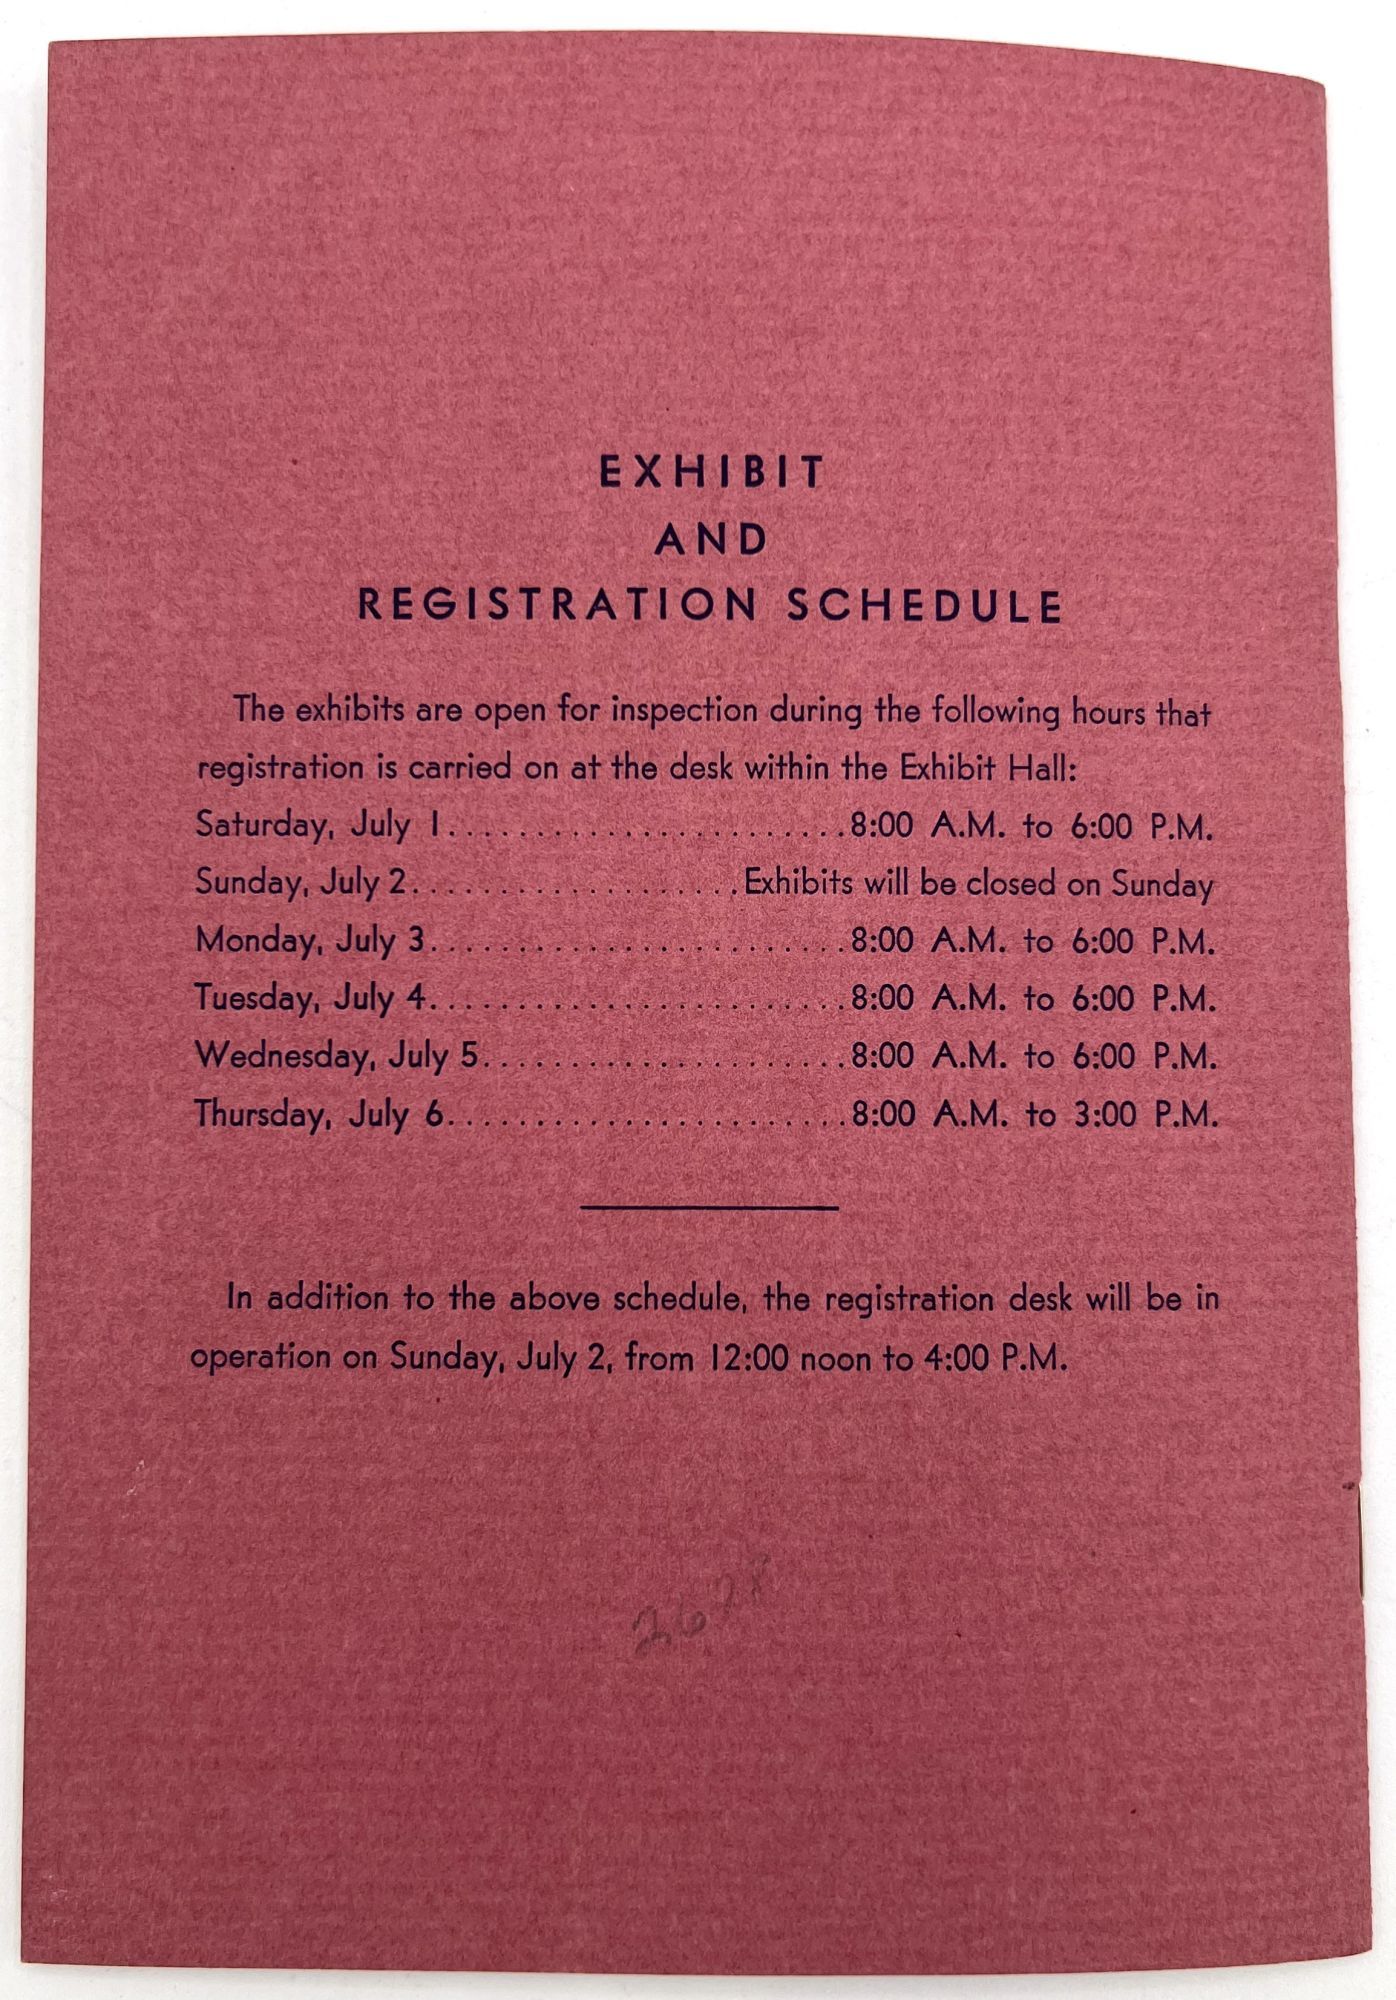 EXHIBIT
AND
REGISTRATION SCHEDULE
The exhibits are open for inspection during the following hours that
registration is carried on at the desk within the Exhibit Hall:
Saturday, July 1.......................8:00 A.M. to 6:00 P.M.
Sunday, July 2...................Exhibits will be closed on Sunday
Monday, July 3........................8:00 A.M. to 6:00 P.M.
Tuesday, July 4........................8:00 A.M. to 6:00 P.M.
Wednesday, July 5.....................8:00 A.M. to 6:00 P.M.
Thursday, July 6.......................8:00 A.M. to 3:00 P.M.
In addition to the above schedule, the registration desk will be in
operation on Sunday, July 2, from 12:00 noon to 4:00 P.M.